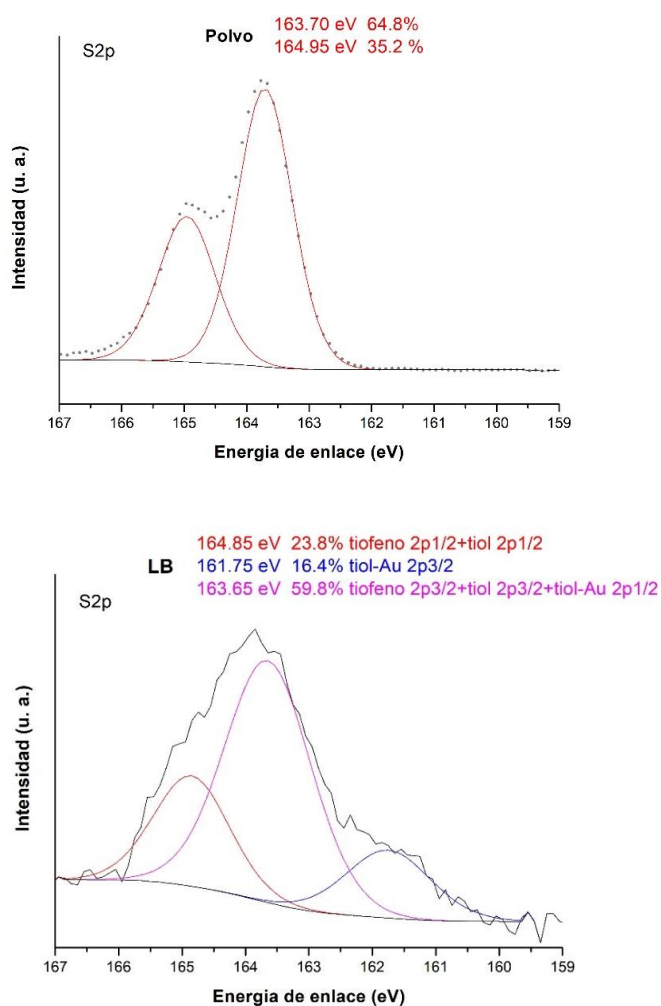 163.70 eV 64.8%
Polvo
164.95 eV 35.2 %
S2p
Intensidad (u. a.)
167 166 165 164 163 162 161 160 159
Energia de enlace (eV)
164.85 eV 23.8% tiofeno 2p1/2+tiol 2p1/2
LB 161.75 eV 16.4% tiol-Au 2p3/2
163.65 eV 59.8% tiofeno 2p3/2+tiol 2p3/2+tiol-Au 2p1/2
S2p
Intensidad (u. a.)
167 166 165 164 163 162 161 160 159
Energia de enlace (eV)